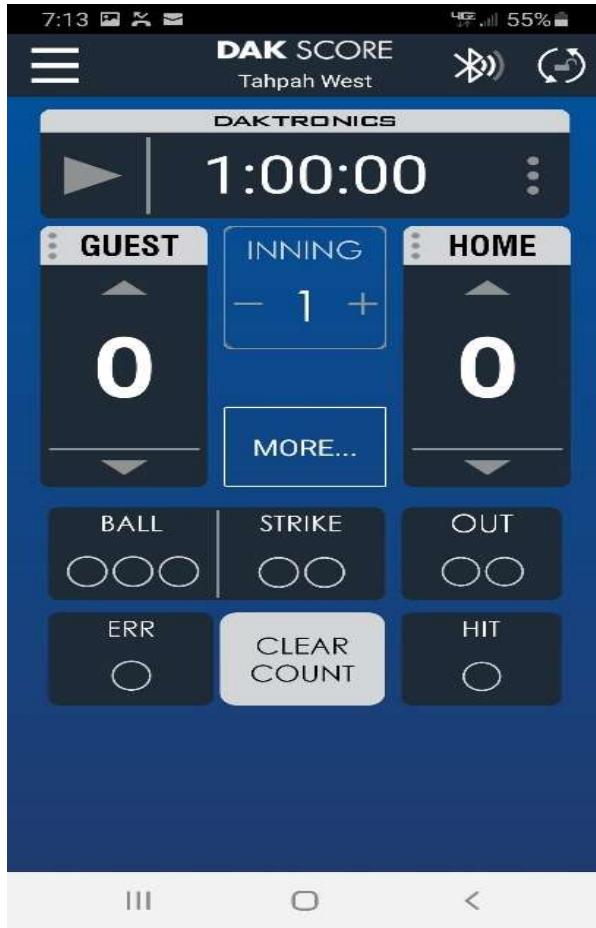 7:13
4GE 55%
DAK SCORE
Tahpah West
DAKTRONICS
1:00:00
GUEST
INNING
HOME
− 1 +
0
0
MORE...
BALL
STRIKE
OUT
ERR
CLEAR
COUNT
HIT